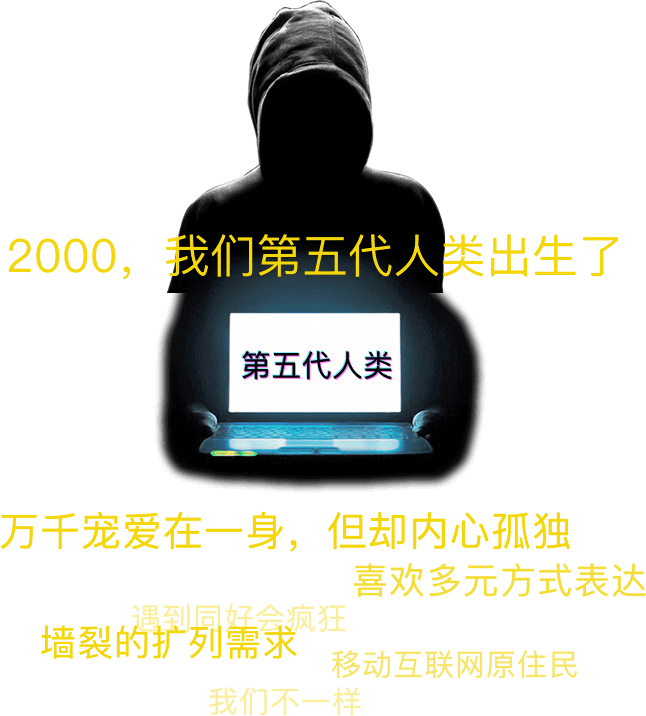 2000，我们第五代人类出生了
第五代人类
万千宠爱在一身，但却内心孤独
喜欢多元方式表达
遇到同好会疯狂
墙裂的扩列需求
移动互联网原住民
我们不一样